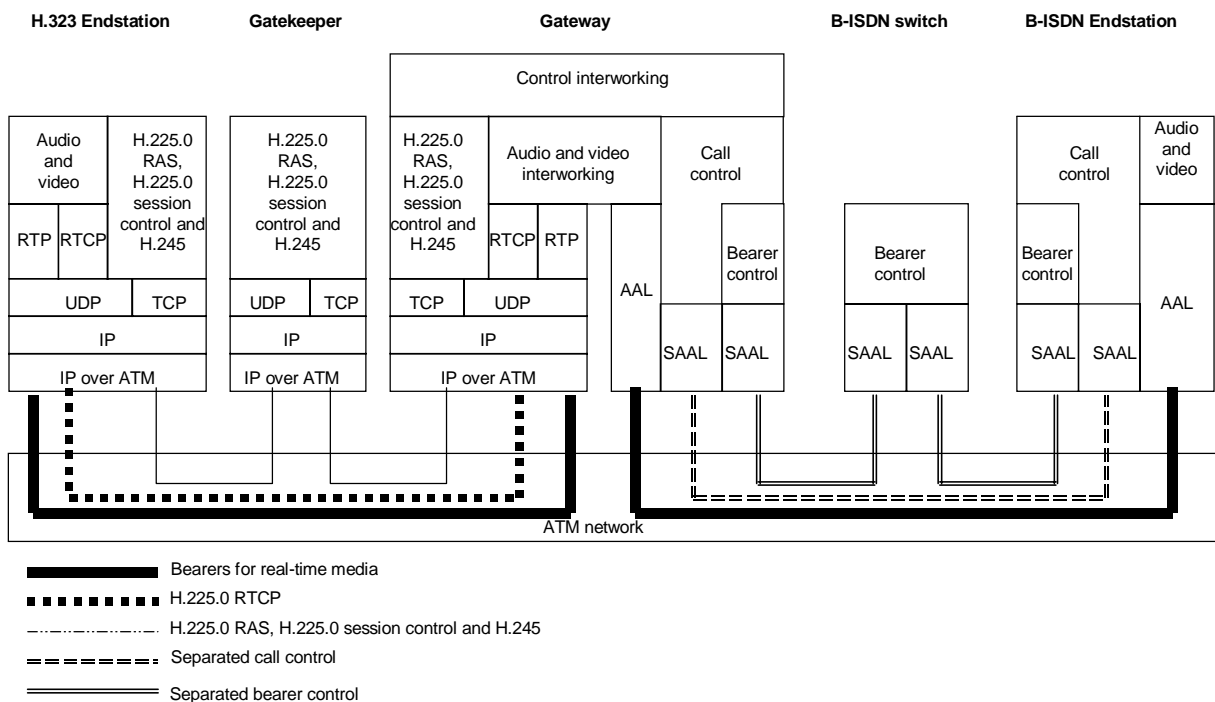 H.323 Endstation
Gatekeeper
Gateway
B-ISDN switch
B-ISDN Endstation
Control interworking
Audio
and
video
H.225.0
RAS,
H.225.0
session
control and
H.245
RTP
RTCP
UDP
TCP
IP
IP over ATM
H.225.0
RAS,
H.225.0
session
control and
H.245
UDP
TCP
IP
IP over ATM
H.225.0
RAS,
H.225.0
session
control and
H.245
Audio and video
interworking
Call
control
RTCP
RTP
AAL
Bearer
control
TCP
UDP
IP
SAAL
SAAL
IP over ATM
Bearer
control
SAAL
SAAL
Call
control
Audio
and
video
Bearer
control
AAL
SAAL
SAAL
ATM network
Bearers for real-time media
H.225.0 RTCP
H.225.0 RAS, H.225.0 session control and H.245
Separated call control
Separated bearer control